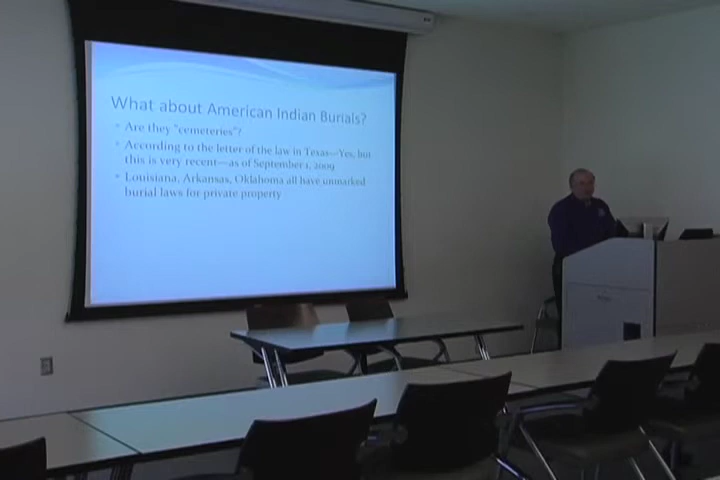 What about American Indian Burials?
Are they "cemeteries"?
According to the letter of the law in Texas—Yes, but
this is very recent—as of September 1, 2009
Louisiana, Arkansas, Oklahoma all have unmarked
burial laws for private property